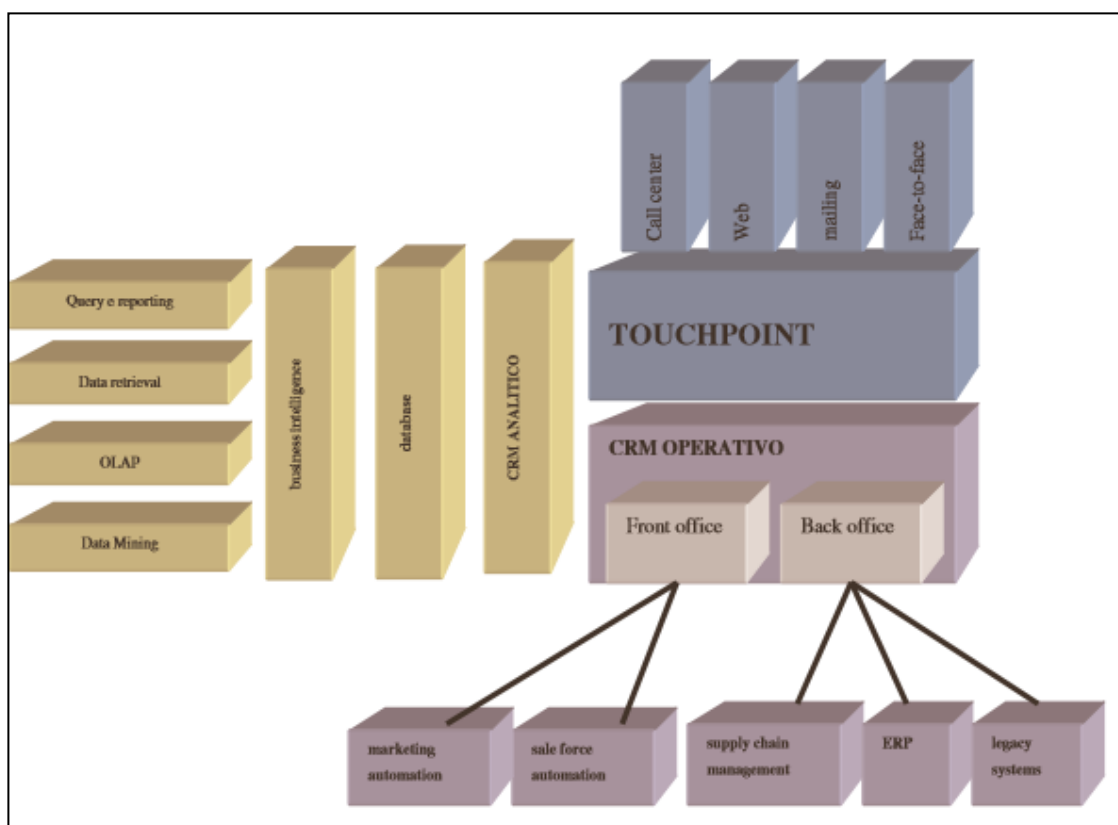 Call center
Web
mailing
Face-to-face
TOUCHPOINT
Query e reporting
Data retrieval
OLAP
Data Mining
business intelligence
database
CRM ANALITICO
CRM OPERATIVO
Front office
Back office
marketing
automation
sale force
automation
supply chain
management
ERP
legacy
systems